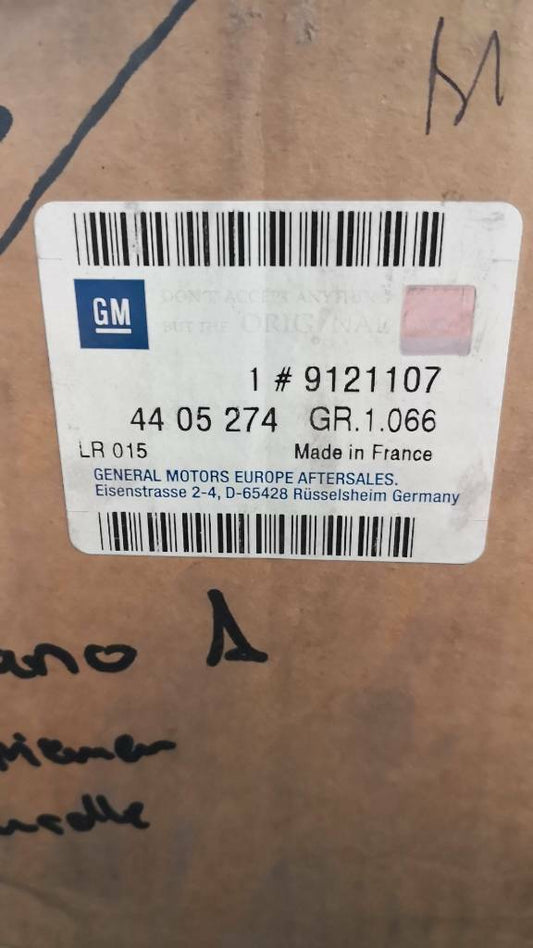 GM
DON'T ACCEPT ANYTHING
BUT THE ORIGINAL
1 # 9121107
44 05 274 GR.1.066
LR 015
Made in France
GENERAL MOTORS EUROPE AFTERSALES.
Eisenstrasse 2-4, D-65428 Rüsselsheim Germany